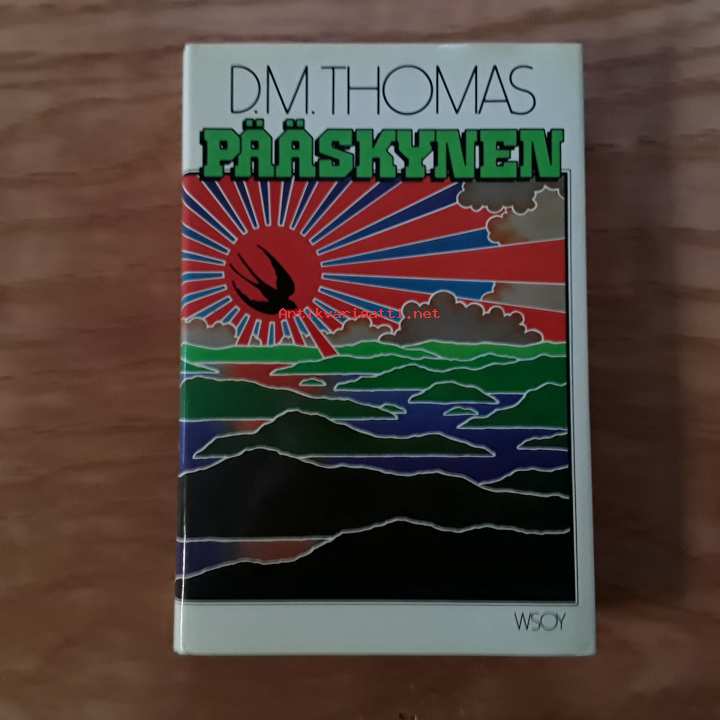 D.M. THOMAS
PÄÄSKYNEN
Antikvariaatti.net
WSOY